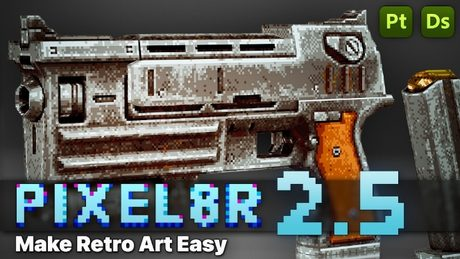 Pt Ds
PIXEL8R 2.5
Make Retro Art Easy